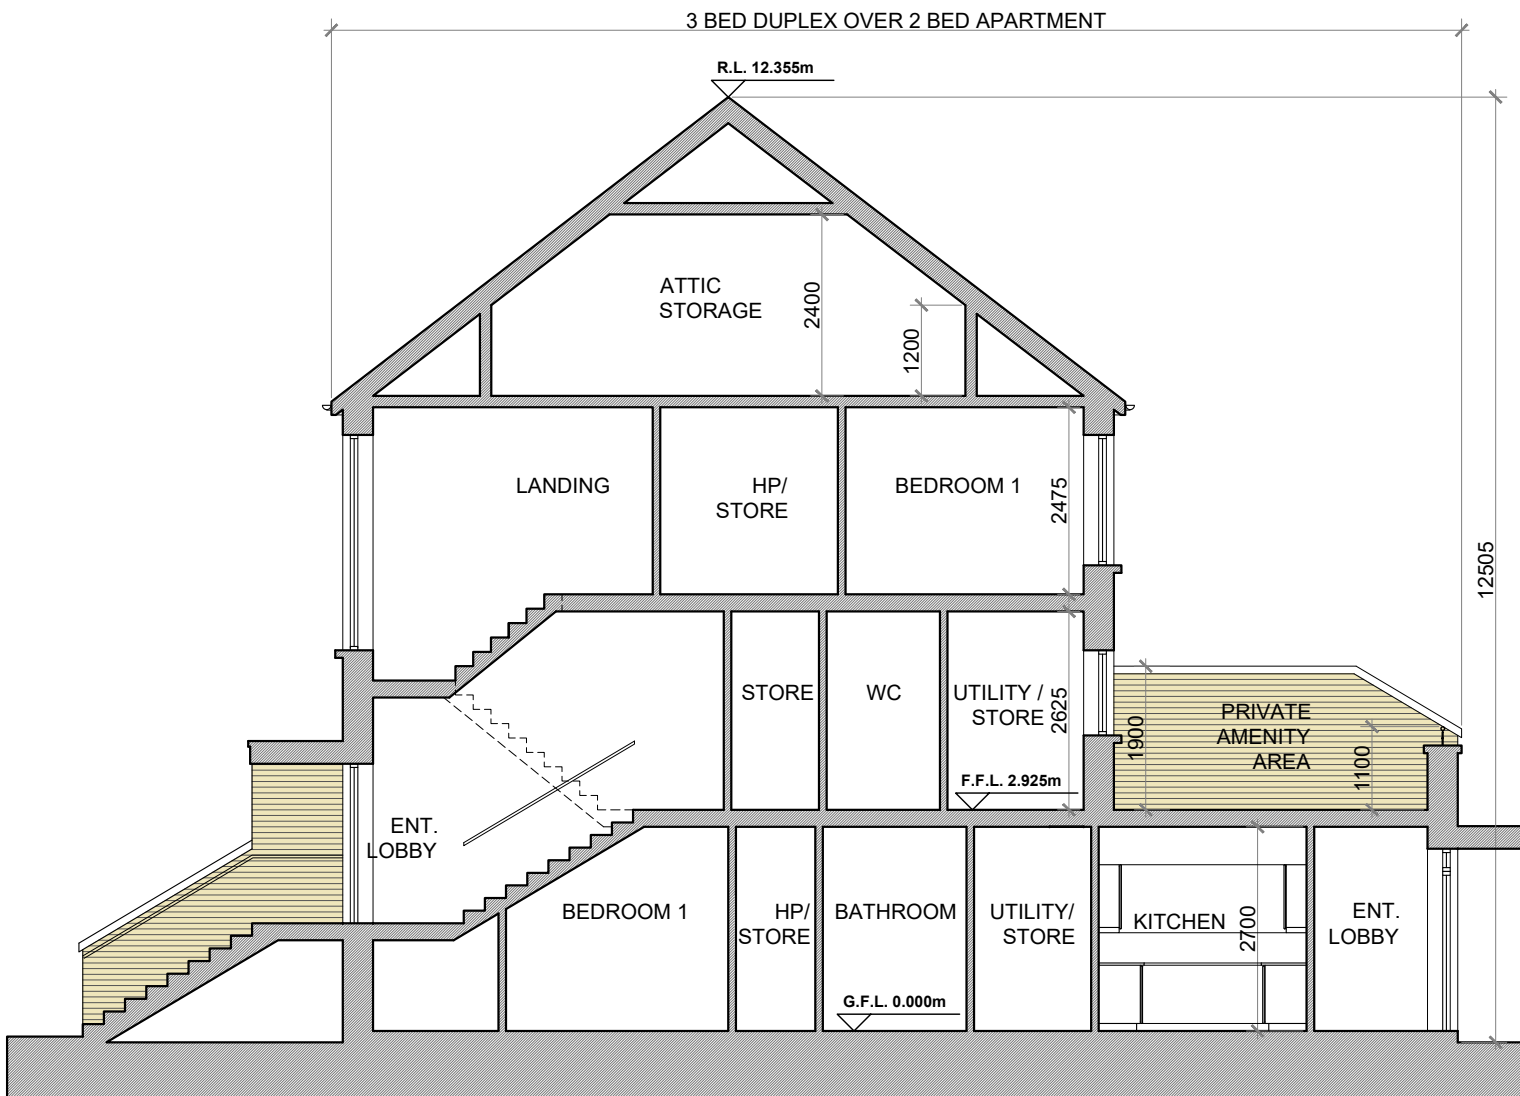 3 BED DUPLEX OVER 2 BED APARTMENT
R.L. 12.355m
ATTIC
STORAGE
2400
1200
LANDING
HP/
STORE
BEDROOM 1
2475
12505
STORE
WC
UTILITY /
STORE
2625
F.F.L. 2.925m
1900
PRIVATE
AMENITY
AREA
1100
ENT.
LOBBY
BEDROOM 1
HP/
STORE
BATHROOM
UTILITY/
STORE
KITCHEN
2700
ENT.
LOBBY
G.F.L. 0.000m